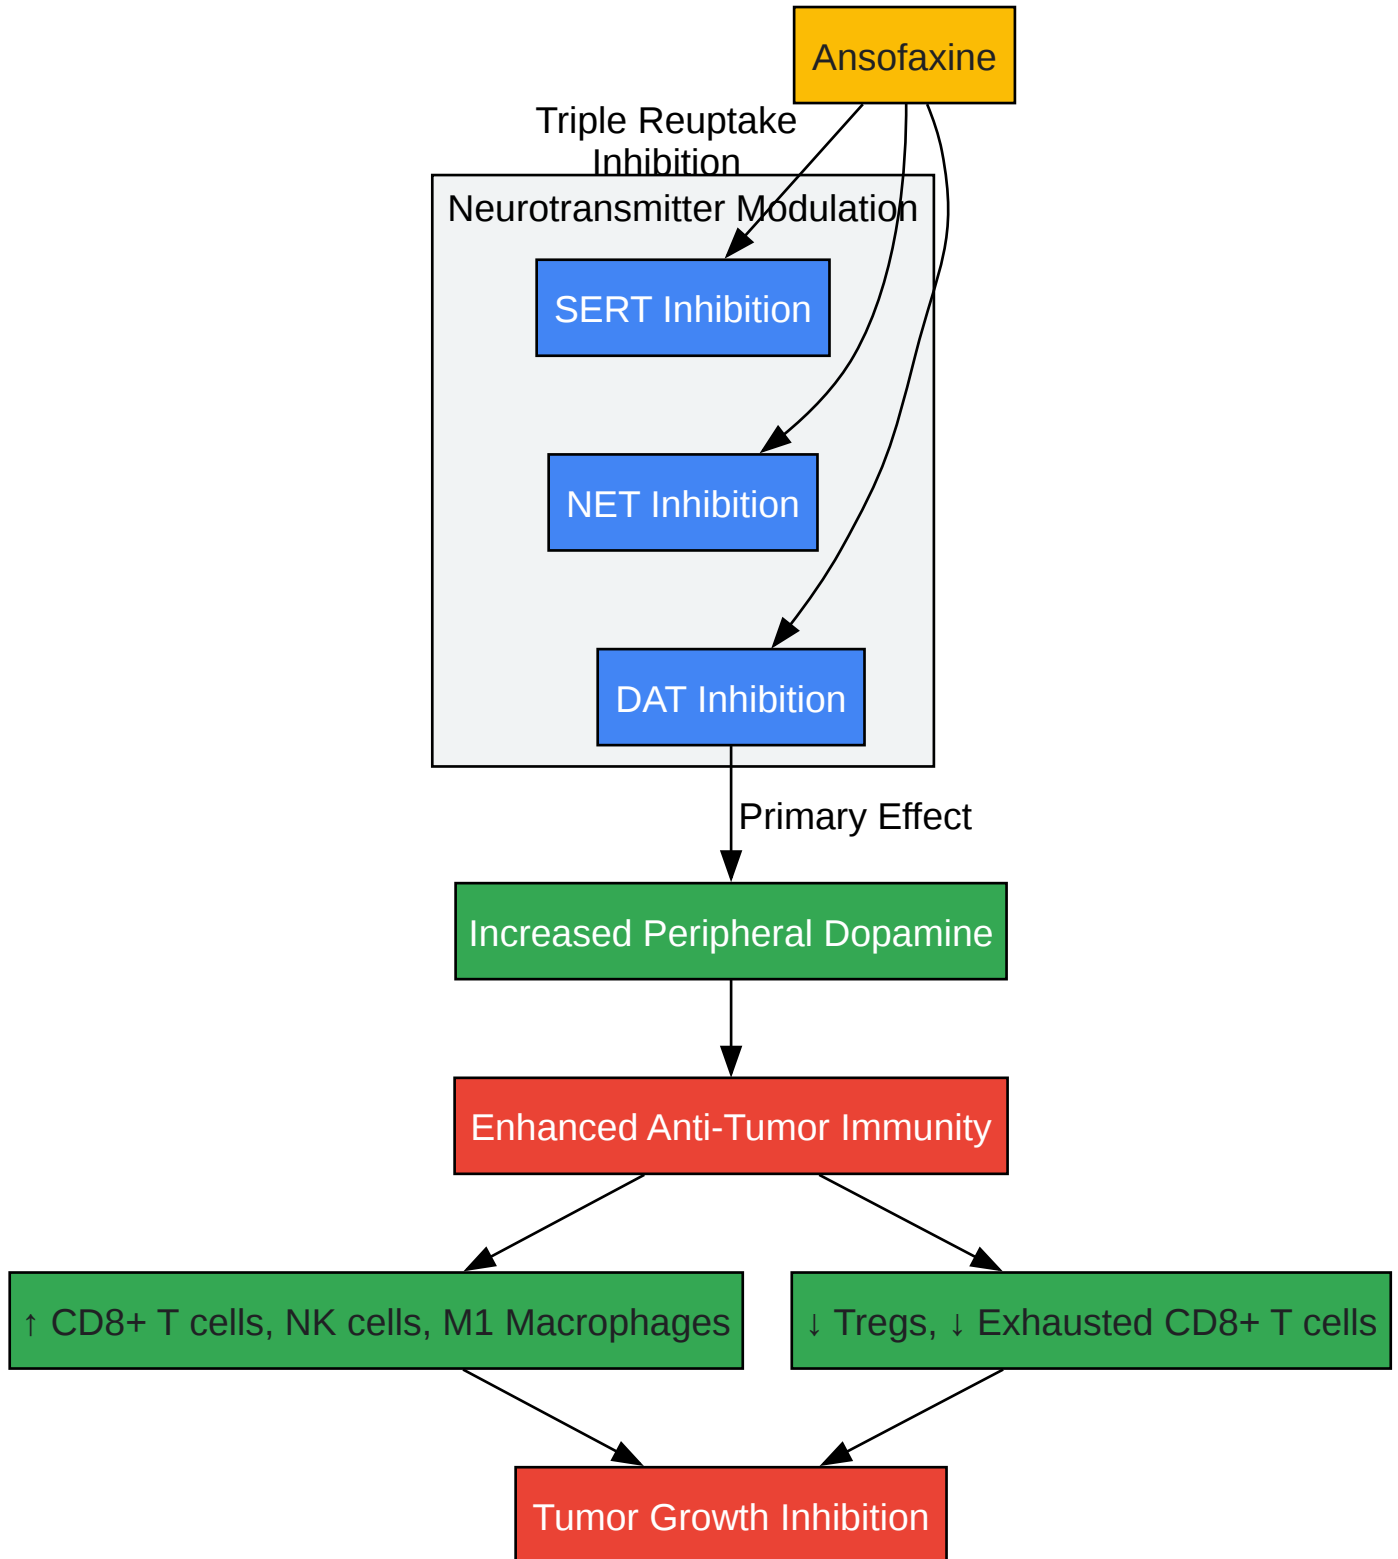 Ansofaxine
Triple Reuptake
Inhibition
Neurotransmitter Modulation
SERT Inhibition
NET Inhibition
DAT Inhibition
Primary Effect
Increased Peripheral Dopamine
Enhanced Anti-Tumor Immunity
↑ CD8+ T cells, NK cells, M1 Macrophages
↓ Tregs, ↓ Exhausted CD8+ T cells
Tumor Growth Inhibition